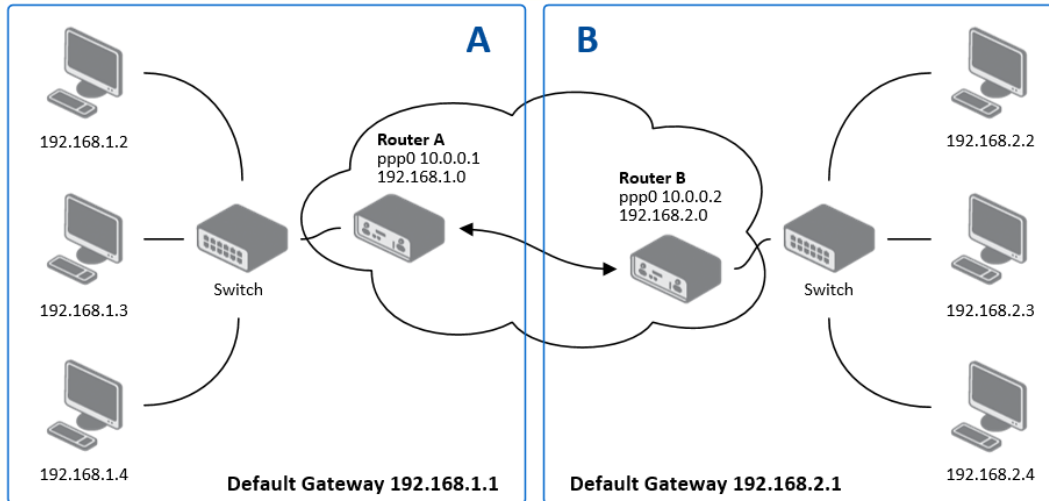 A
B
192.168.1.2
192.168.2.2
Router A
ppp0 10.0.0.1
192.168.1.0
Router B
ppp0 10.0.0.2
192.168.2.0
Switch
Switch
192.168.1.3
192.168.2.3
192.168.1.4
Default Gateway 192.168.1.1
Default Gateway 192.168.2.1
192.168.2.4